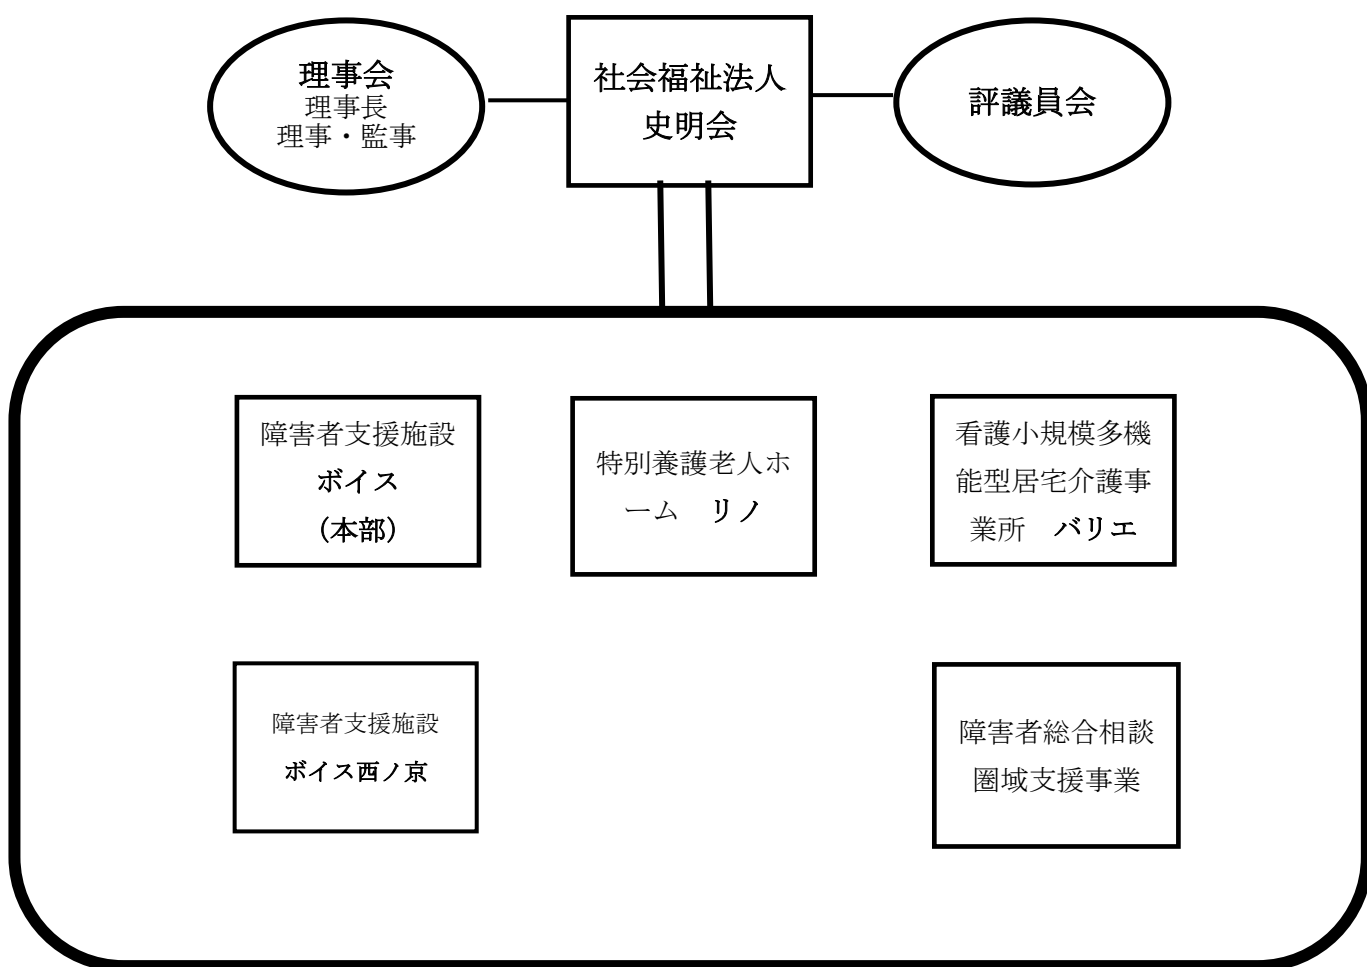 理事会
理事長
理事・監事
社会福祉法人
史明会
評議員会
障害者支援施設
ボイス
（本部）
特別養護老人ホ
ーム　リノ
看護小規模多機
能型居宅介護事
業所　バリエ
障害者支援施設
ボイス西ノ京
障害者総合相談
圏域支援事業